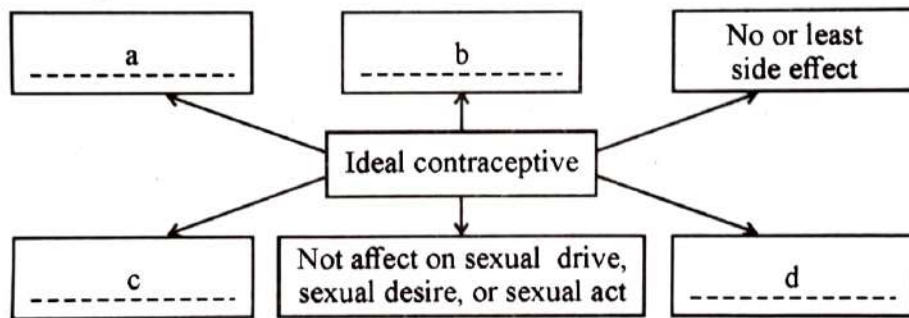 a
b
No or least
side effect
Ideal contraceptive
c
Not affect on sexual drive,
sexual desire, or sexual act
d